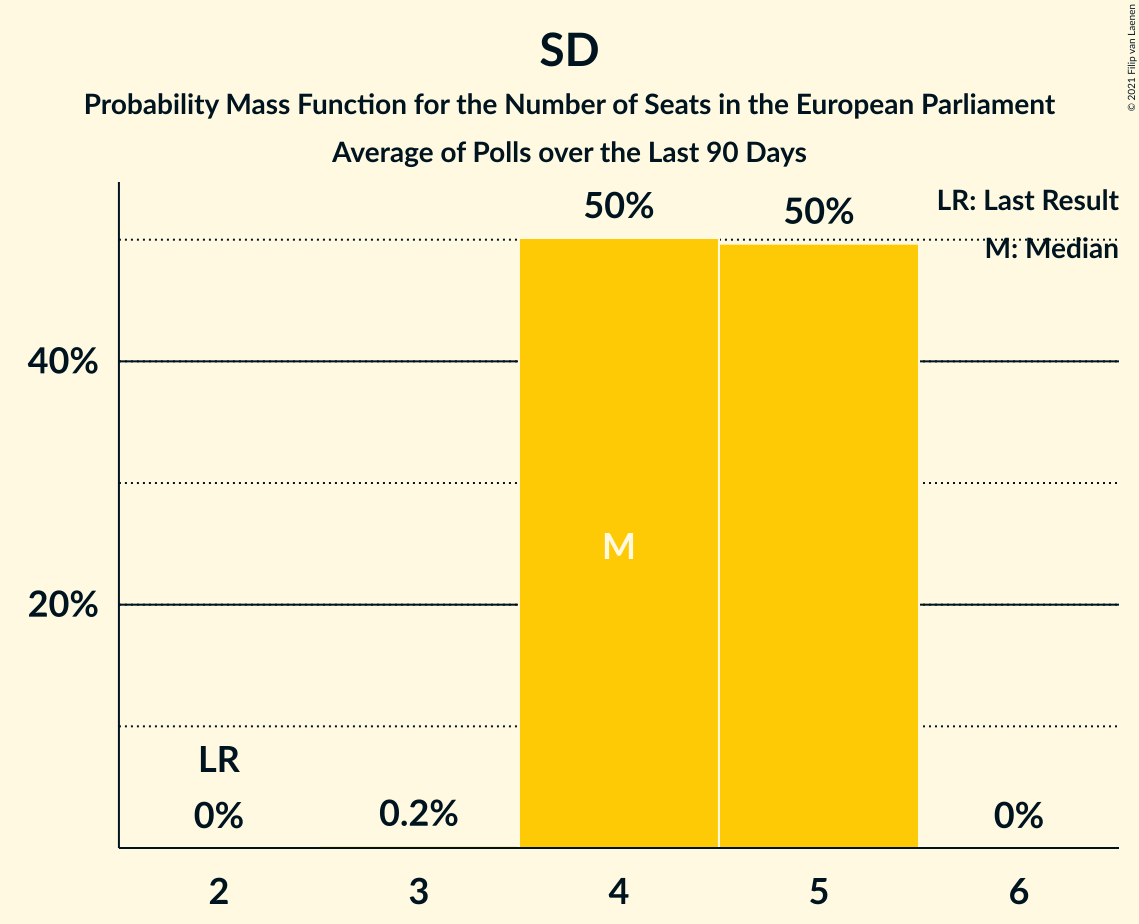 SD
Probability Mass Function for the Number of Seats in the European Parliament
Average of Polls over the Last 90 Days
© 2021 Filip van Laenen
LR: Last Result
M: Median
50%
50%
40%
20%
M
LR
0%
0.2%
0%
2
3
4
5
6